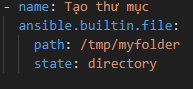 - name: Tạo thư mục
  ansible.builtin.file:
    path: /tmp/myfolder
    state: directory